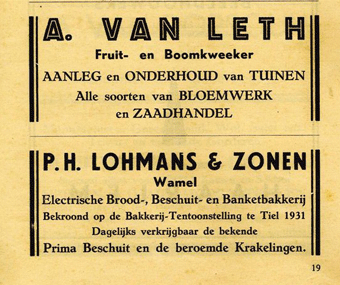 A. VAN LETH
Fruit- en Boomkweeker
AANLEG en ONDERHOUD van TUINEN
Alle soorten van BLOEMWERK
en ZAADHANDEL
P. H. LOHMANS & ZONEN
Wamel
Electrische Brood-, Beschuit- en Banketbakkerij
Bekroond op de Bakkerij-Tentoonstelling te Tiel 1931
Dagelijks verkrijgbaar de bekende
Prima Beschuit en de beroemde Krakelingen.
19